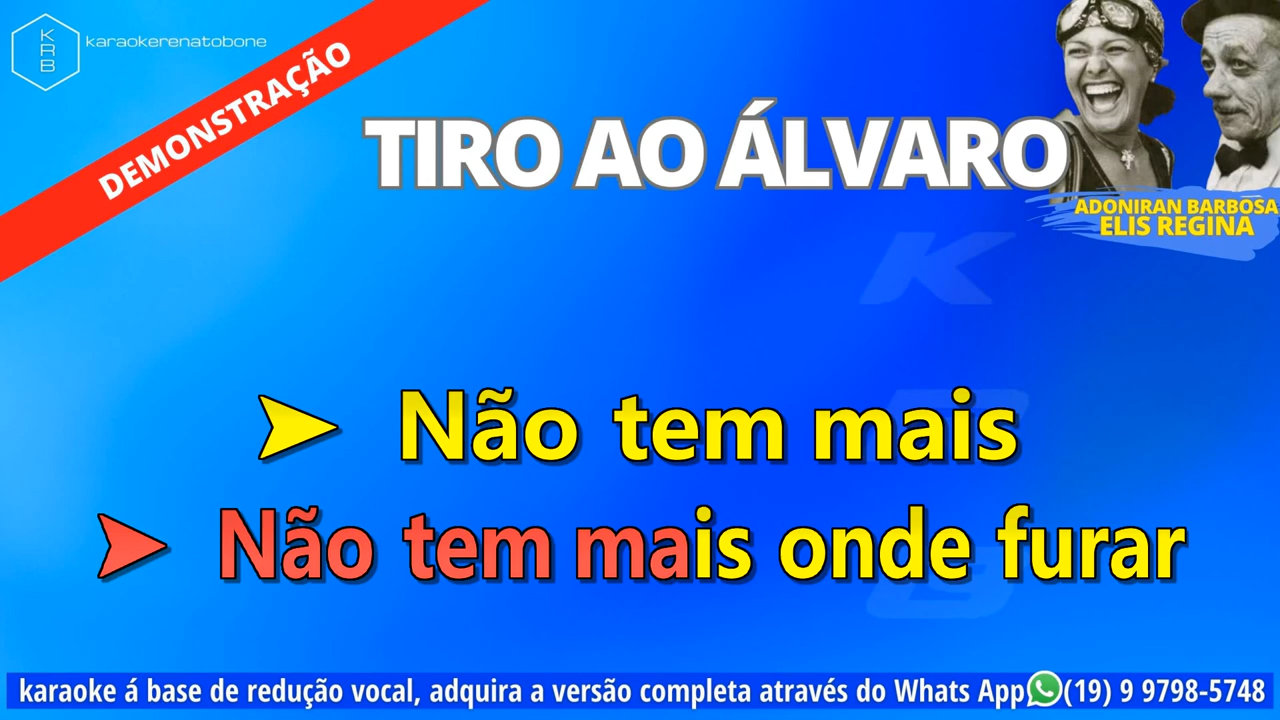 KRB
karaokerenatobone
DEMONSTRAÇÃO
TIRO AO ÁLVARO
ADONIRAN BARBOSA
ELIS REGINA
K
B
➤ Não tem mais
➤ Não tem mais onde furar
karaoke á base de redução vocal, adquira a versão completa através do Whats App (19) 9 9798-5748